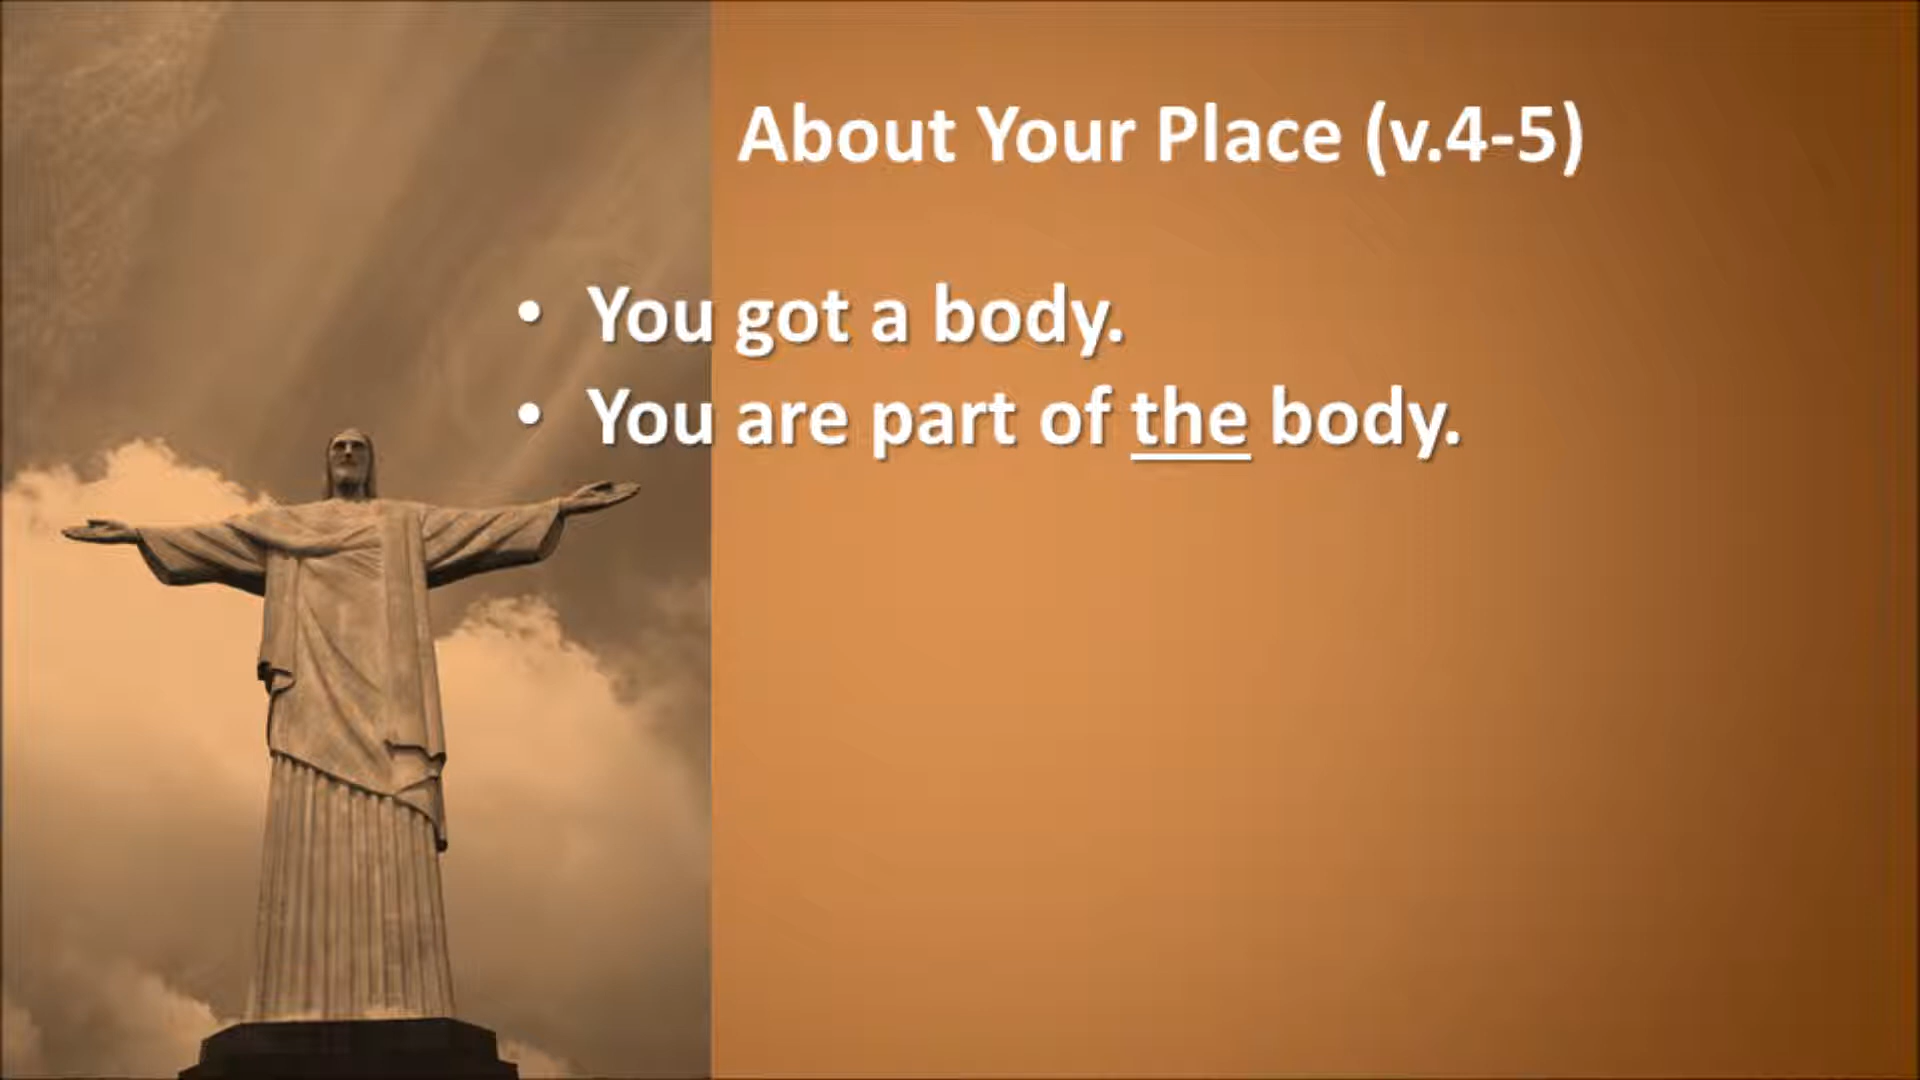 About Your Place (v.4-5)
• You got a body.
• You are part of the body.